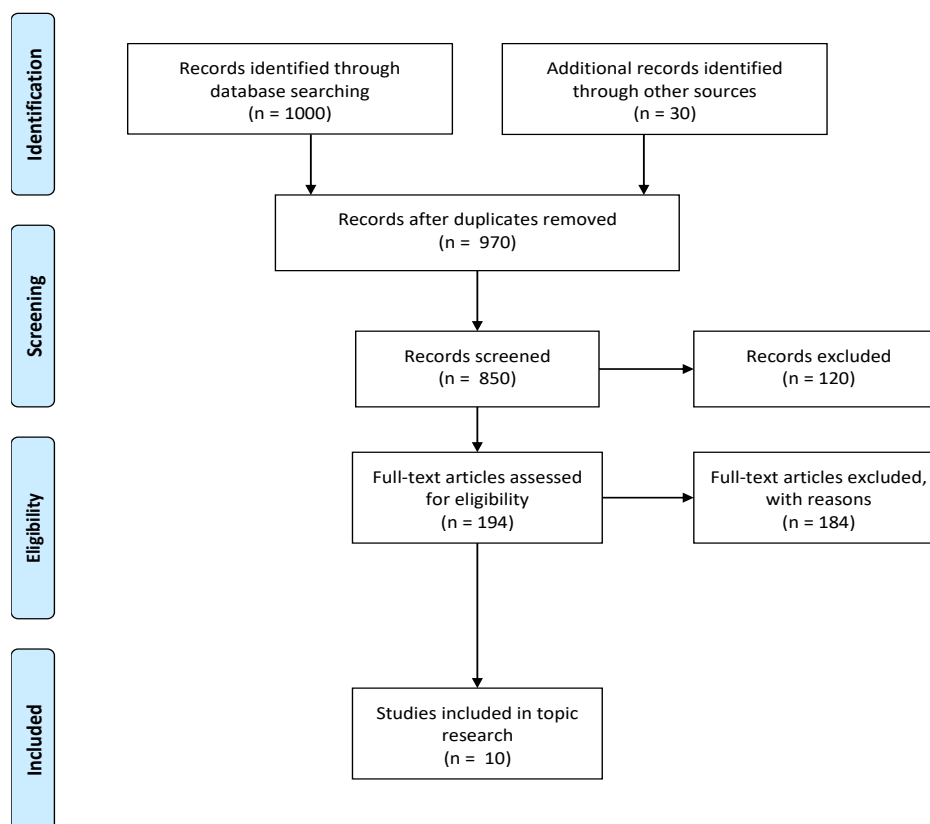 Identification
Records identified through
database searching
(n = 1000)
Additional records identified
through other sources
(n = 30)
Records after duplicates removed
(n = 970)
Screening
Records screened
(n = 850)
Records excluded
(n = 120)
Eligibility
Full-text articles assessed
for eligibility
(n = 194)
Full-text articles excluded,
with reasons
(n = 184)
Included
Studies included in topic
research
(n = 10)